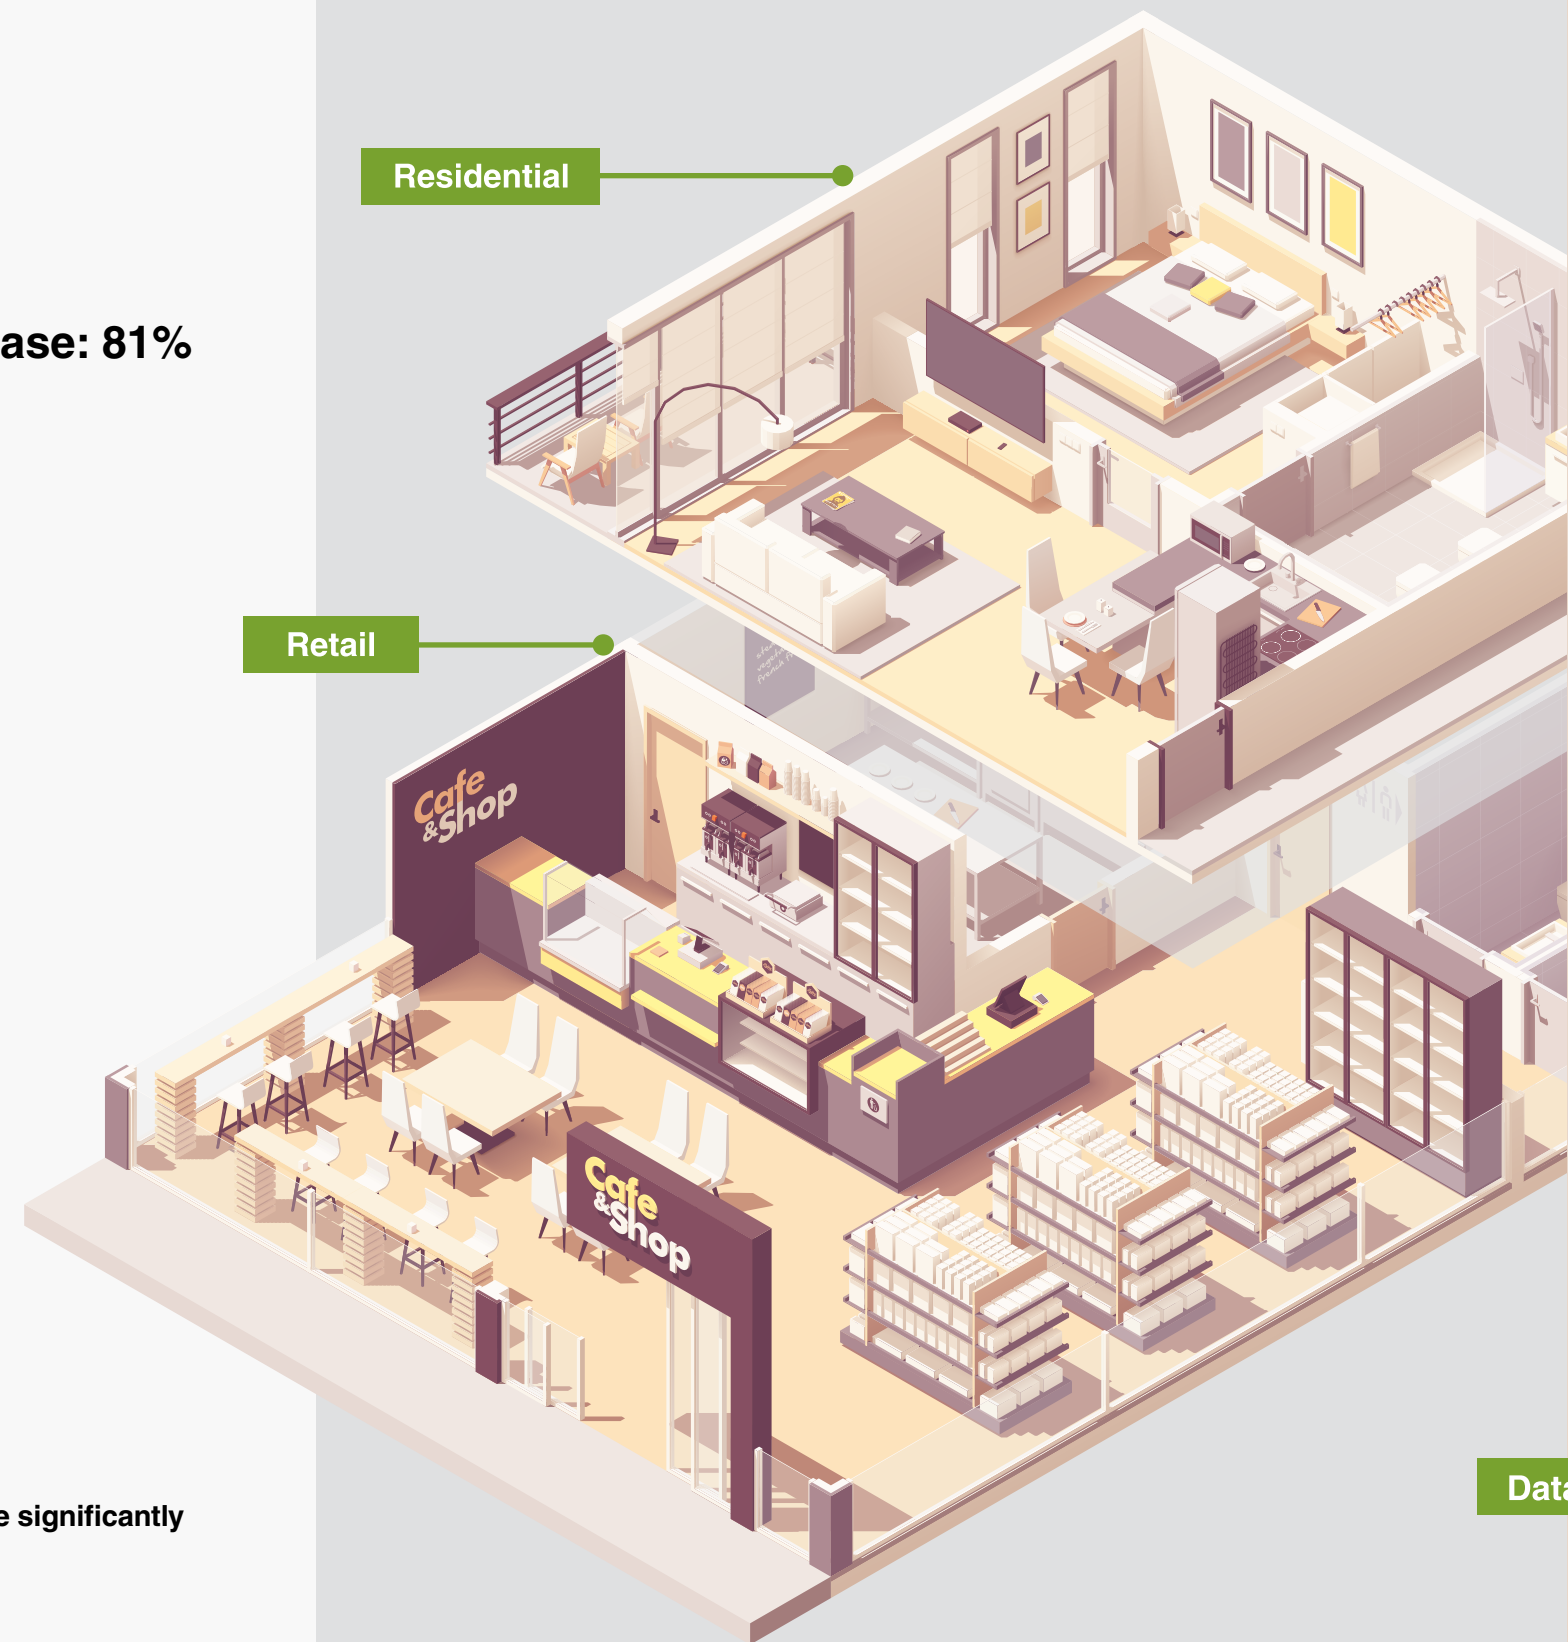 Residential
ase: 81%
Retail
Cafe
&Shop
Cafe
&Shop
Data
e significantly